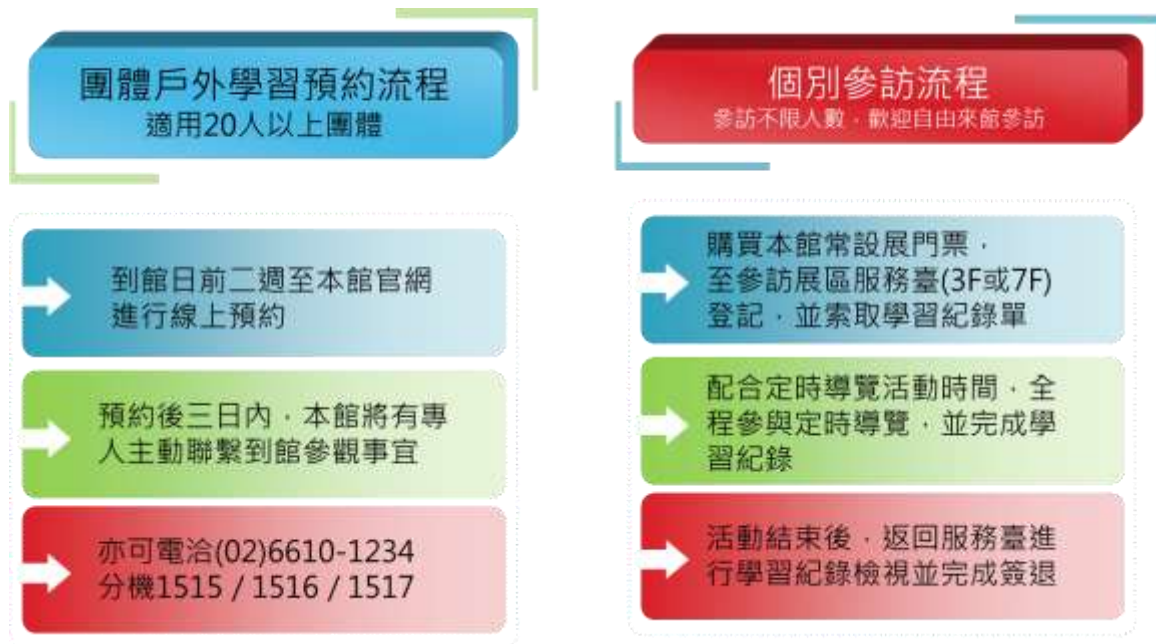 團體戶外學習預約流程
適用20人以上團體
到館日前二週至本館官網
進行線上預約
預約後三日內，本館將有專
人主動聯繫到館參觀事宜
亦可電洽(02)6610-1234
分機1515 / 1516 / 1517
個別參訪流程
參訪不限人數，歡迎自由來館參訪
購買本館常設展門票，
至參訪展區服務臺(3F或7F)
登記，並索取學習紀錄單
配合定時導覽活動時間，全
程參與定時導覽，並完成學
習紀錄
活動結束後，返回服務臺進
行學習紀錄檢視並完成簽退